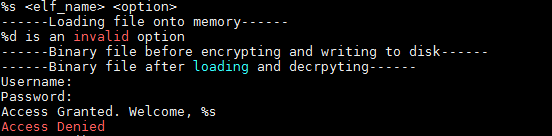 %s <elf_name> <option>
------Loading file onto memory------
%d is an invalid option
------Binary file before encrypting and writing to disk------
------Binary file after loading and decrpyting------
Username:
Password:
Access Granted. Welcome, %s
Access Denied